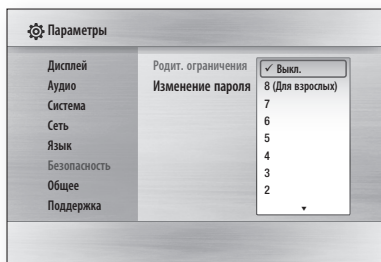 Параметры
Дисплей
Аудио
Система
Сеть
Язык
Безопасность
Общее
Поддержка
Родит. ограничения
Изменение пароля
✓ Выкл.
8 (Для взрослых)
7
6
5
4
3
2